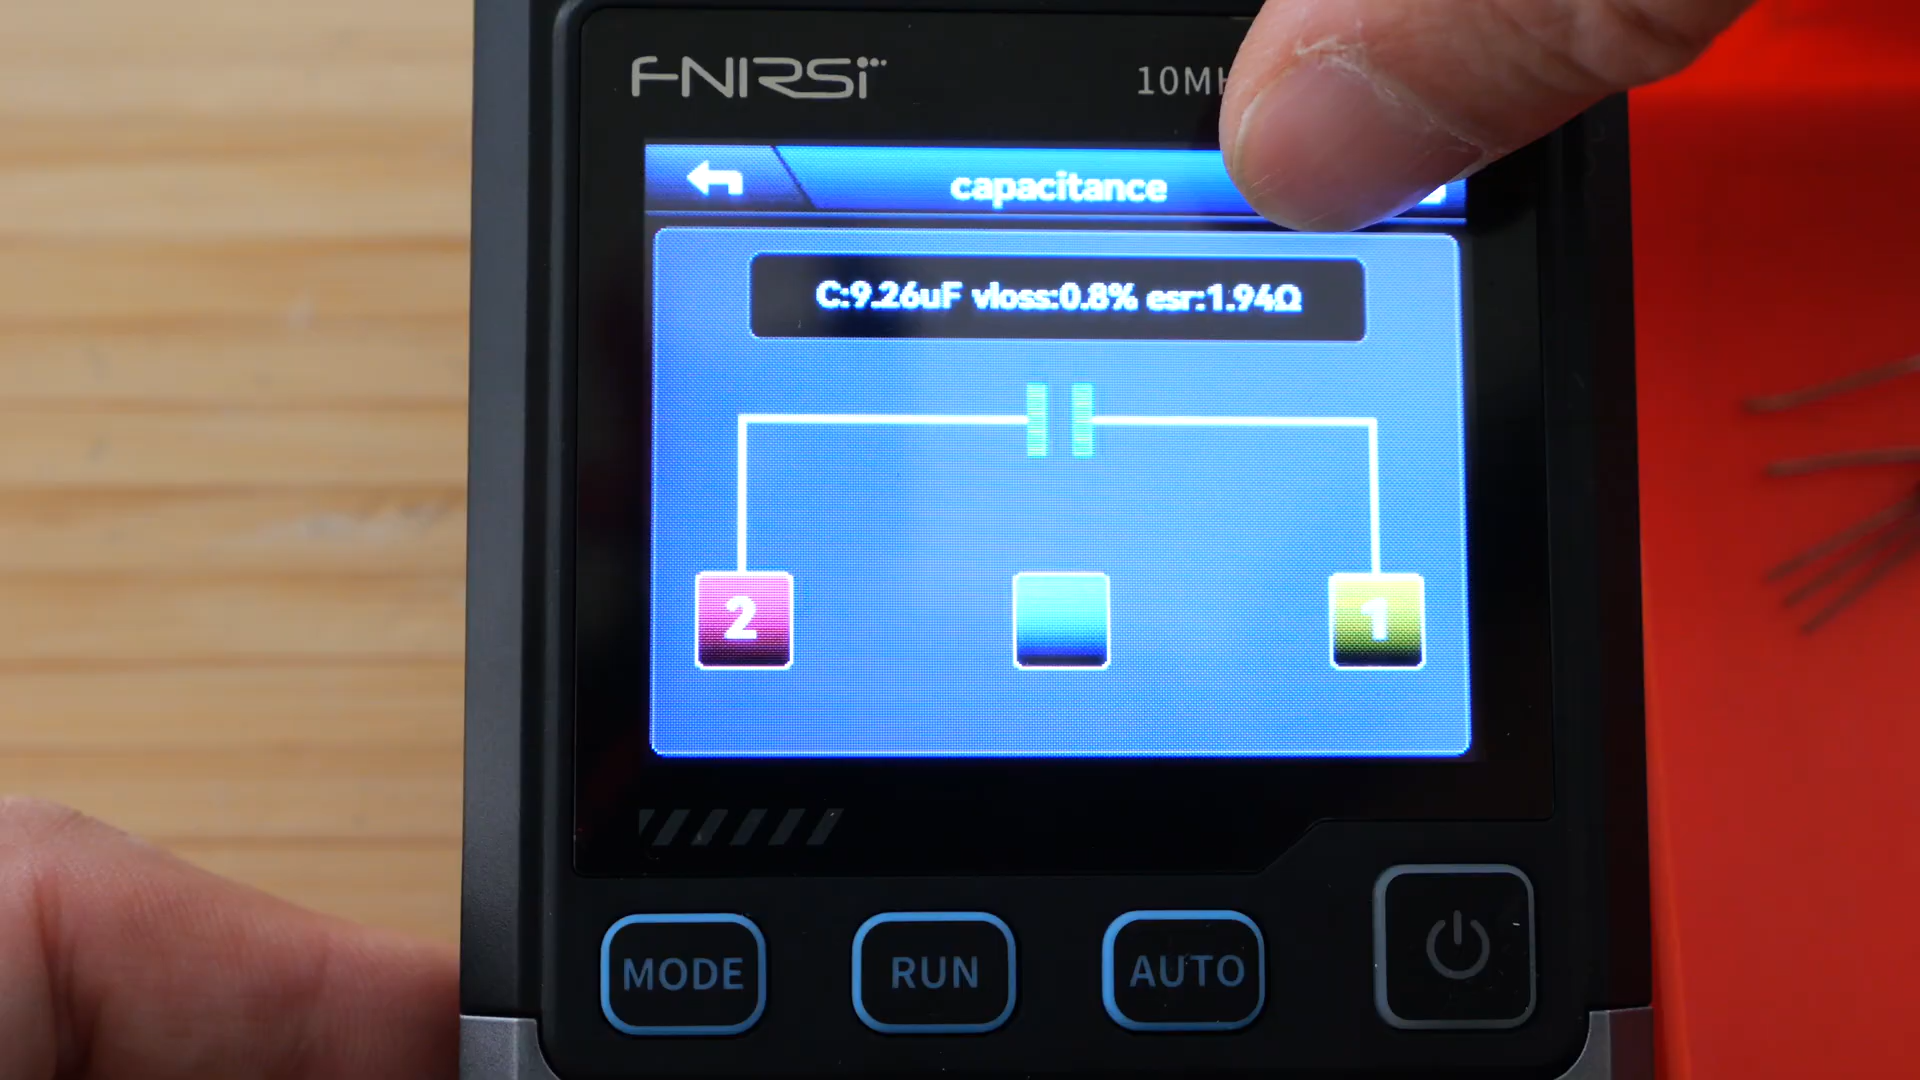 FNIRSI
10MH
capacitance
C:9.26uF vloss:0.8% esr:1.94Ω
2
1
MODE
RUN
AUTO